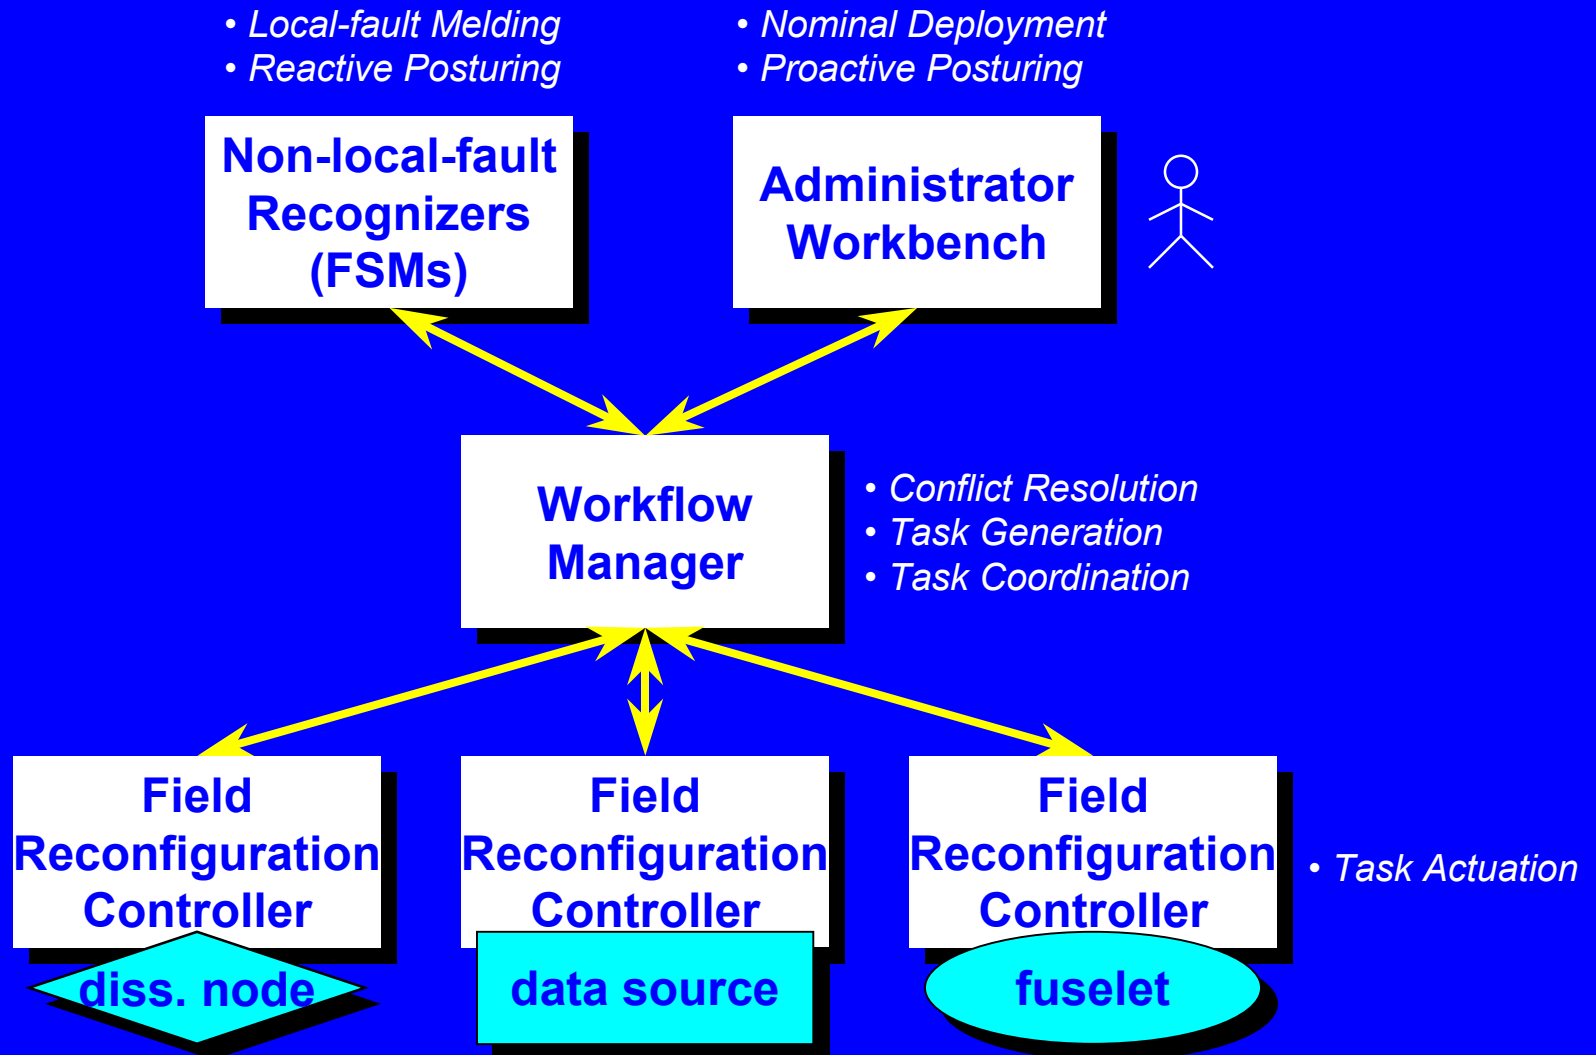 • Local-fault Melding
• Reactive Posturing
• Nominal Deployment
• Proactive Posturing
Non-local-fault
Recognizers
(FSMs)
Administrator
Workbench
Workflow
Manager
• Conflict Resolution
• Task Generation
• Task Coordination
Field
Reconfiguration
Controller
diss. node
Field
Reconfiguration
Controller
data source
Field
Reconfiguration
Controller
fuselet
• Task Actuation